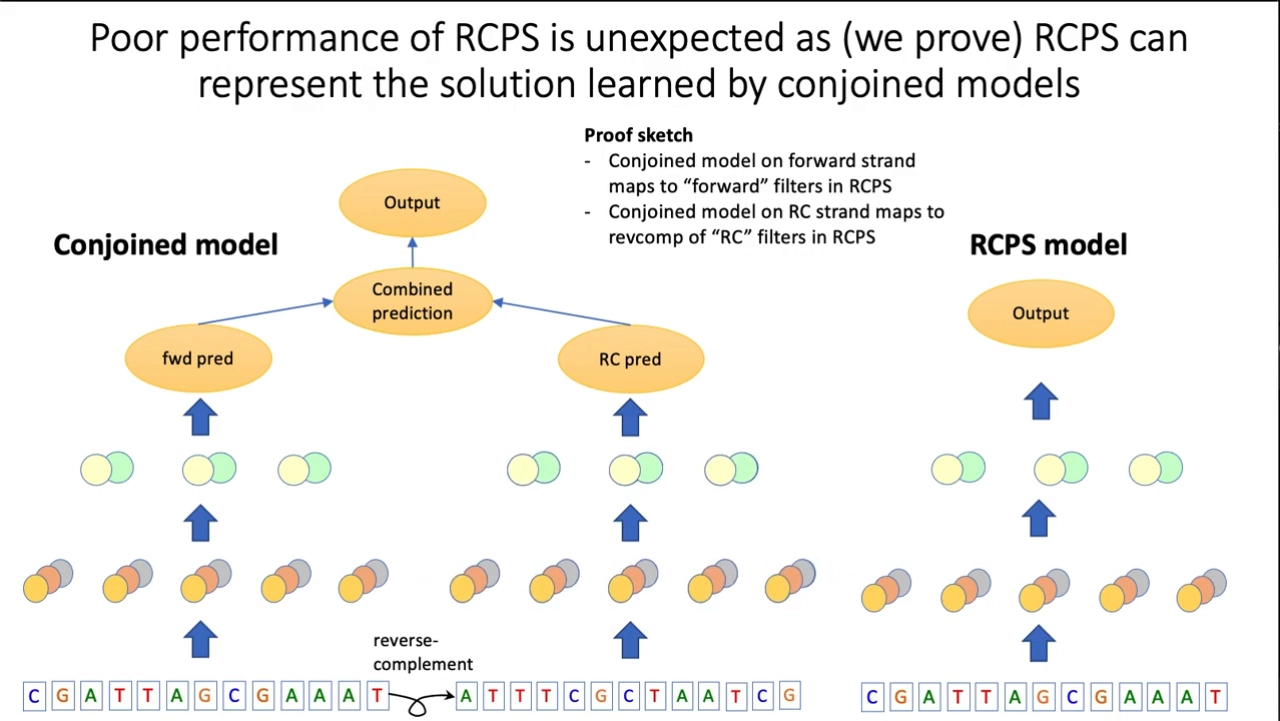 Poor performance of RCPS is unexpected as (we prove) RCPS can
represent the solution learned by conjoined models
Proof sketch
- Conjoined model on forward strand
maps to “forward” filters in RCPS
- Conjoined model on RC strand maps to
revcomp of “RC” filters in RCPS
Conjoined model
RCPS model
Output
Combined
prediction
fwd pred
RC pred
Output
reverse-
complement
C G A T T A G C G A A A T
A T T T C G C T A A T C G
C G A T T A G C G A A A T